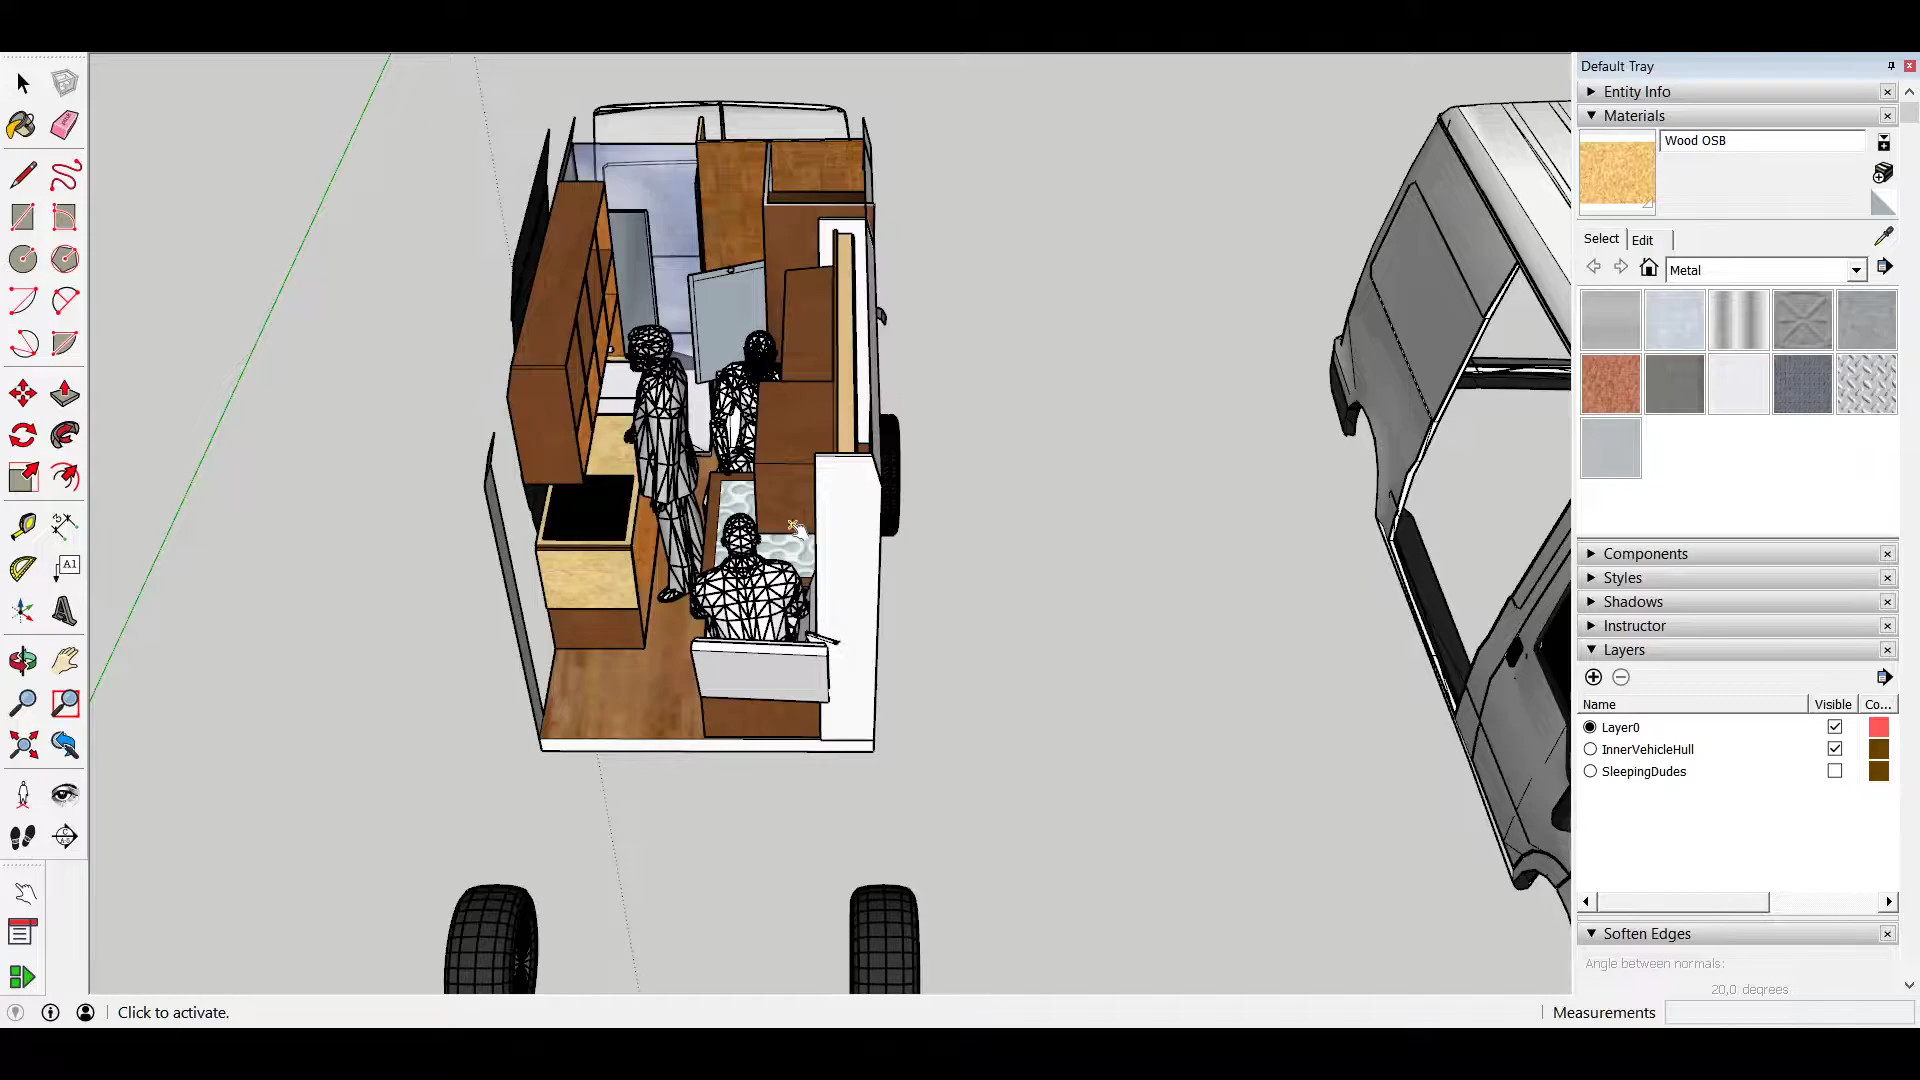 Default Tray
Entity Info
Materials
Wood OSB
Select
Edit
Metal
Components
Styles
Shadows
Instructor
Layers
Name
Visible
Co...
Layer0
InnerVehicleHull
SleepingDudes
Soften Edges
Angle between normals:
20,0 degrees
A1
Click to activate.
Measurements